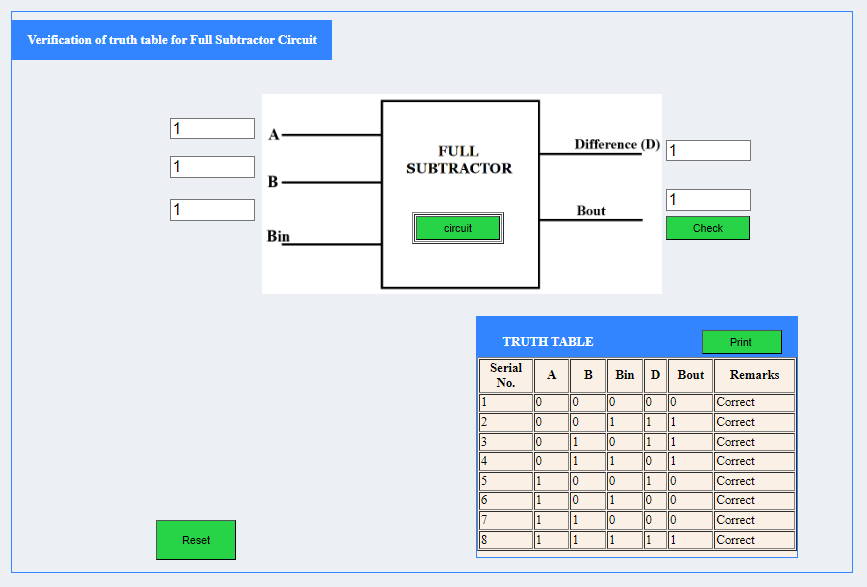 Verification of truth table for Full Subtractor Circuit
1
A
1
B
1
Bin
FULL
SUBTRACTOR
circuit
Difference (D)
1
Bout
1
Check
TRUTH TABLE
Print
Serial No. A B Bin D Bout Remarks
1 0 0 0 0 0 Correct
2 0 0 1 1 1 Correct
3 0 1 0 1 1 Correct
4 0 1 1 0 1 Correct
5 1 0 0 1 0 Correct
6 1 0 1 0 0 Correct
7 1 1 0 0 0 Correct
8 1 1 1 1 1 Correct
Reset